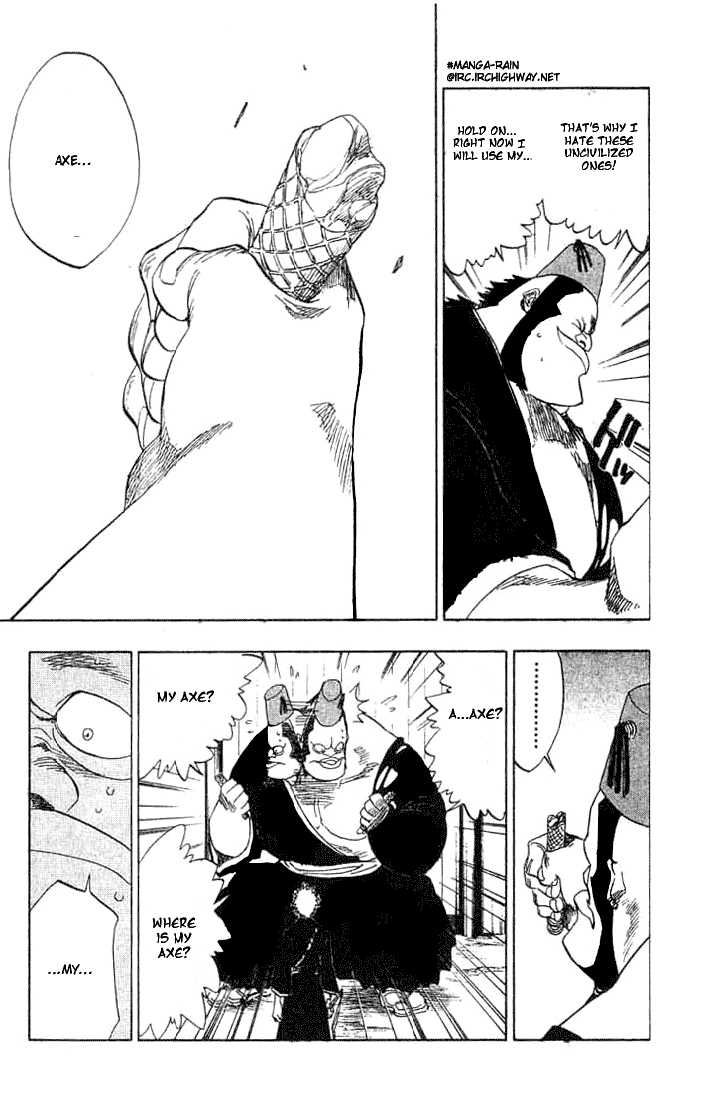 #MANGA-RAIN
@IRC.IRCHIGHWAY.NET
THAT'S WHY I
HATE THESE
UNCIVILIZED
ONES!
HOLD ON...
RIGHT NOW I
WILL USE MY...
AXE...
.........
A...AXE?
MY AXE?
WHERE
IS MY
AXE?
...MY...